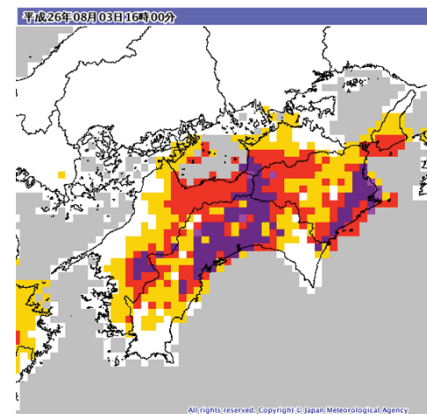 平成26年08月03日16時00分
All rights reserved. Copyright © Japan Meteorological Agency